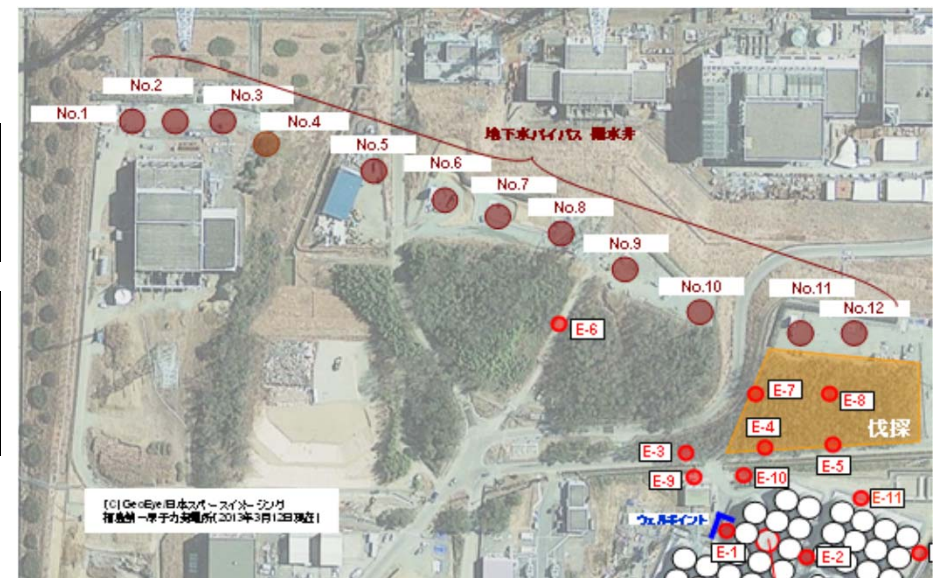 No.1
No.2
No.3
No.4
No.5
No.6
No.7
No.8
No.9
No.10
No.11
No.12
地下水バイパス 揚水井
E-6
E-7
E-8
伐採
E-4
E-3
E-5
E-9
E-10
E-11
ウェルポイント
E-1
E-2
(C)GeoEye/日本スペースイメージング
福島第一原子力発電所(2013年3月12日現在)